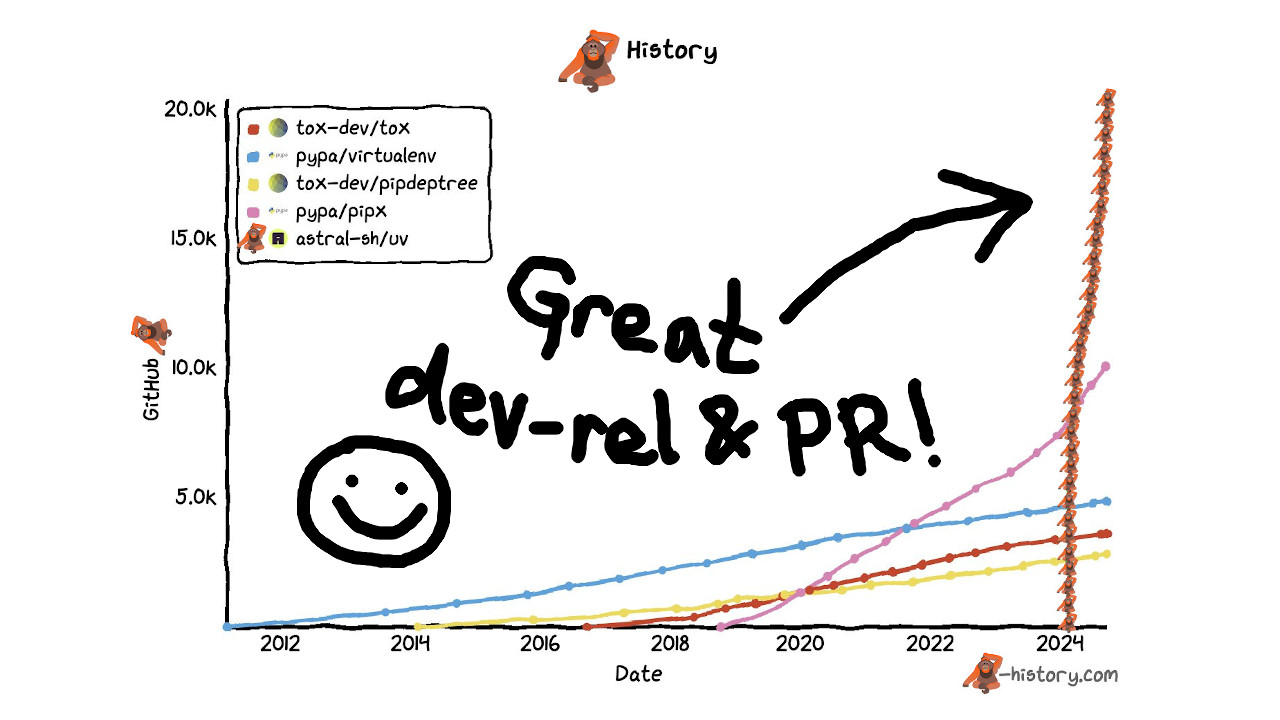 History
20.0k
15.0k
10.0k
5.0k
GitHub
tox-dev/tox
pypa/virtualenv
tox-dev/pipdeptree
pypa/pipx
astral-sh/uv
Great
dev-rel & PR!
2012 2014 2016 2018 2020 2022 2024
Date
-history.com